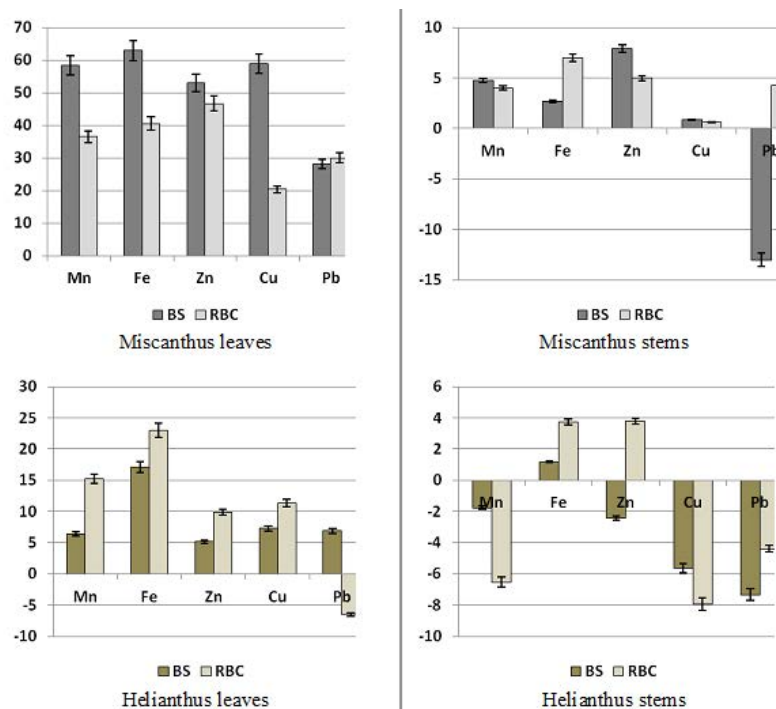 70
60
50
40
30
20
10
0
Mn Fe Zn Cu Pb
BS RBC
Miscanthus leaves
10
5
0
-5
-10
-15
Mn Fe Zn Cu Pb
BS RBC
Miscanthus stems
30
25
20
15
10
5
0
-5
-10
Mn Fe Zn Cu Pb
BS RBC
Helianthus leaves
6
4
2
0
-2
-4
-6
-8
-10
Mn Fe Zn Cu Pb
BS RBC
Helianthus stems